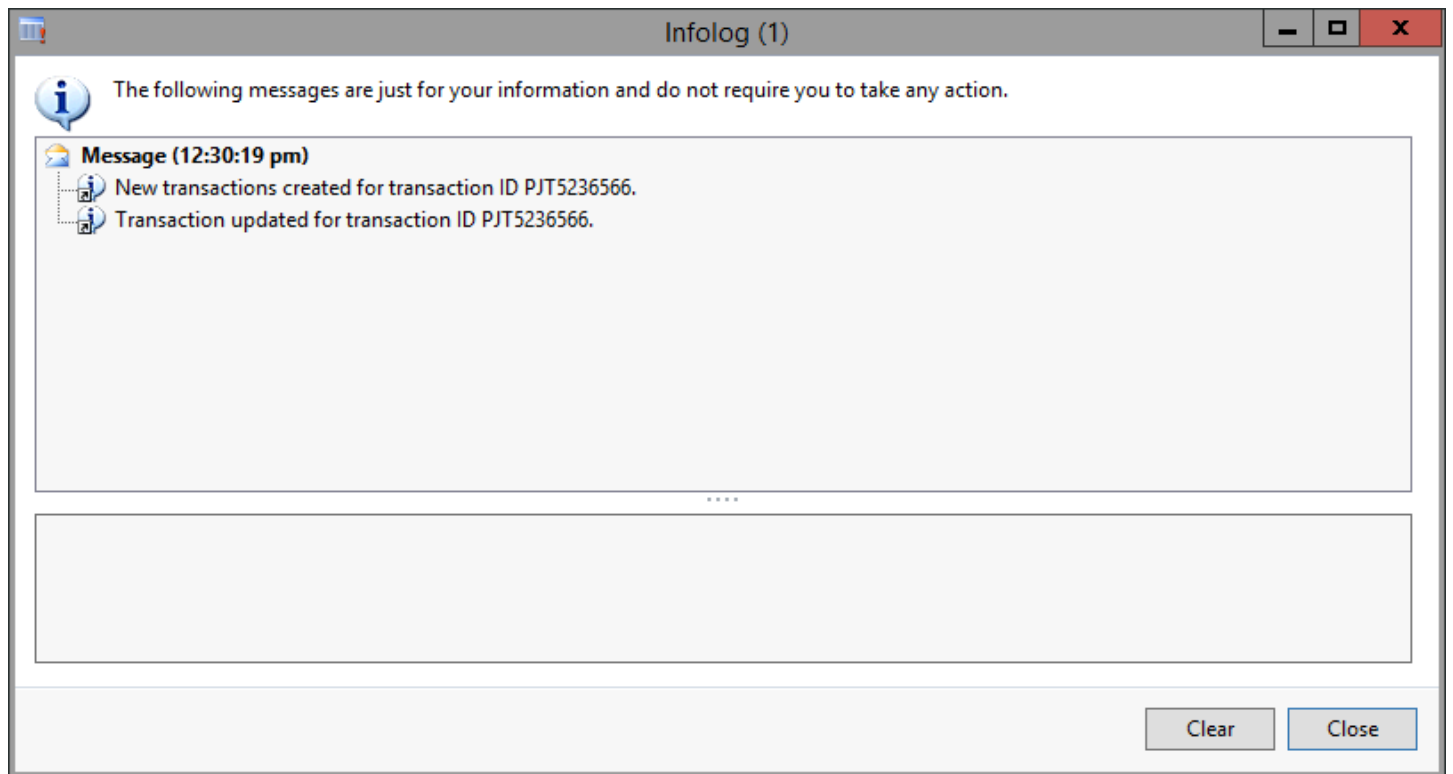 Infolog (1)
The following messages are just for your information and do not require you to take any action.
Message (12:30:19 pm)
New transactions created for transaction ID PJT5236566.
Transaction updated for transaction ID PJT5236566.
Clear
Close